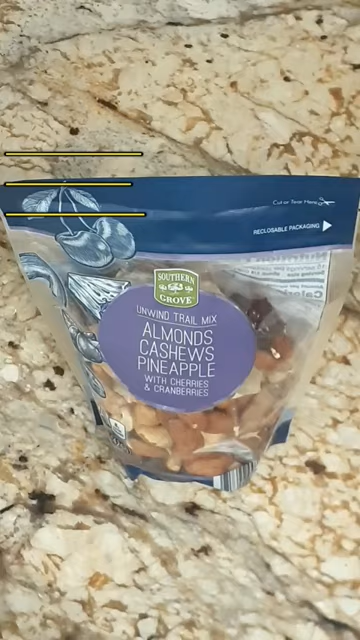 Cut or Tear Here
RECLOSABLE PACKAGING
SOUTHERN
GROVE
UNWIND TRAIL MIX
ALMONDS
CASHEWS
PINEAPPLE
WITH CHERRIES
& CRANBERRIES